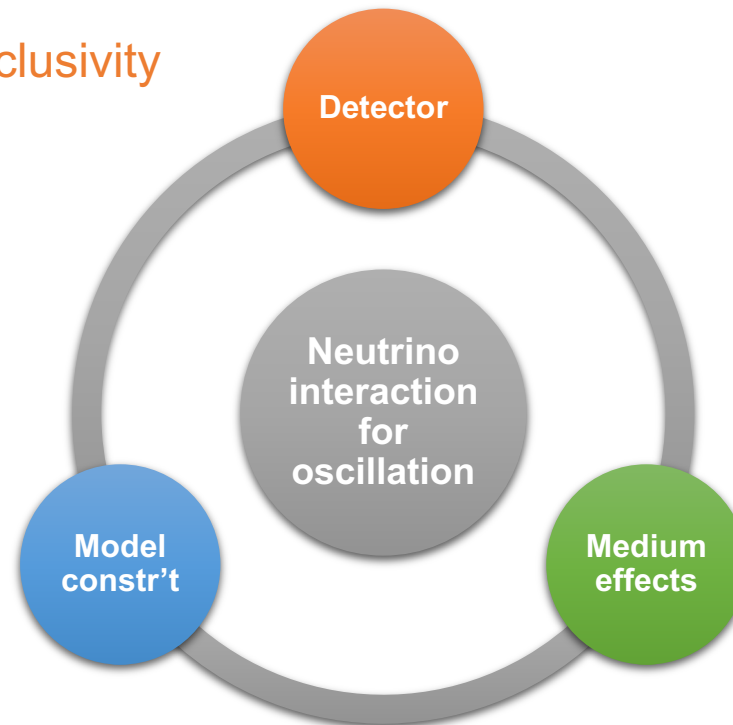 clusivity
Detector
Neutrino
interaction
for
oscillation
Model
constr't
Medium
effects